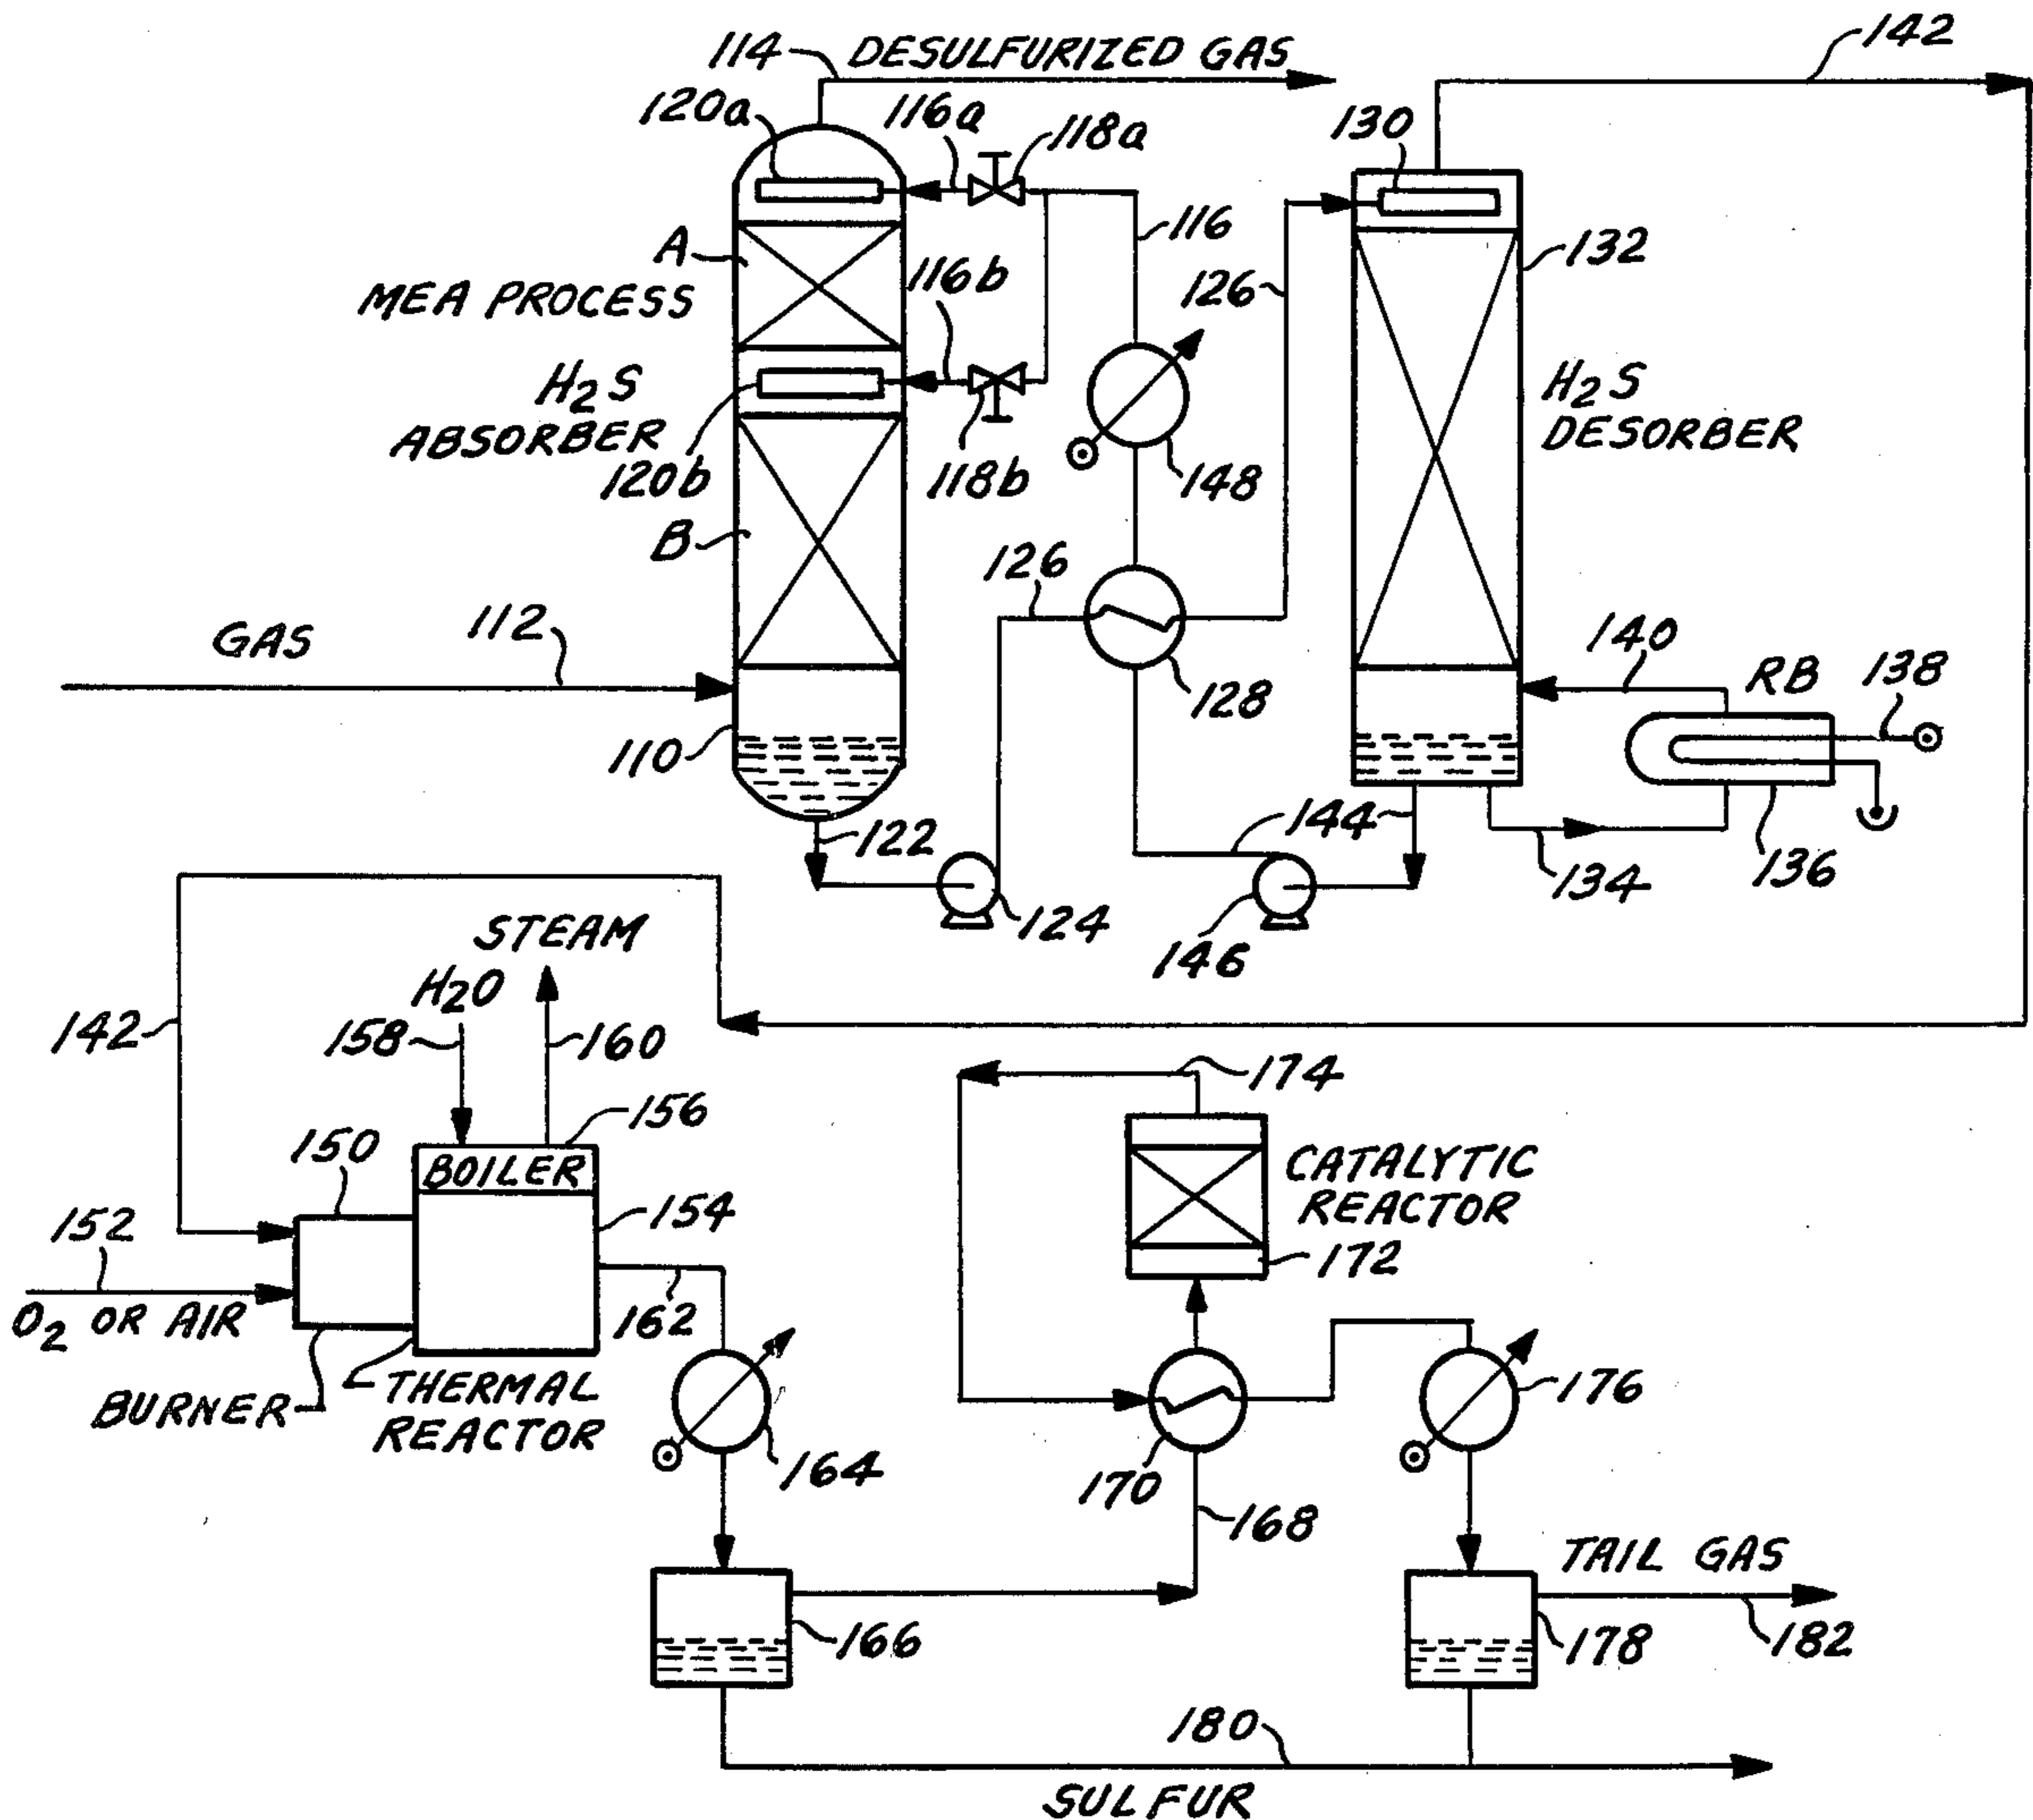 114
DESULFURIZED GAS
142
120a
116a
118a
130
A
116
132
MEA PROCESS
116b
126
H2S
ABSORBER
H2S
DESORBER
120b
118b
148
B
126
GAS
112
128
140
RB
138
110
122
144
124
146
134
136
STEAM
H2O
142
158
160
174
156
150
BOILER
CATALYTIC
REACTOR
154
152
172
O2 OR AIR
162
BURNER
THERMAL
REACTOR
176
164
170
168
TAIL GAS
166
178
182
180
SULFUR